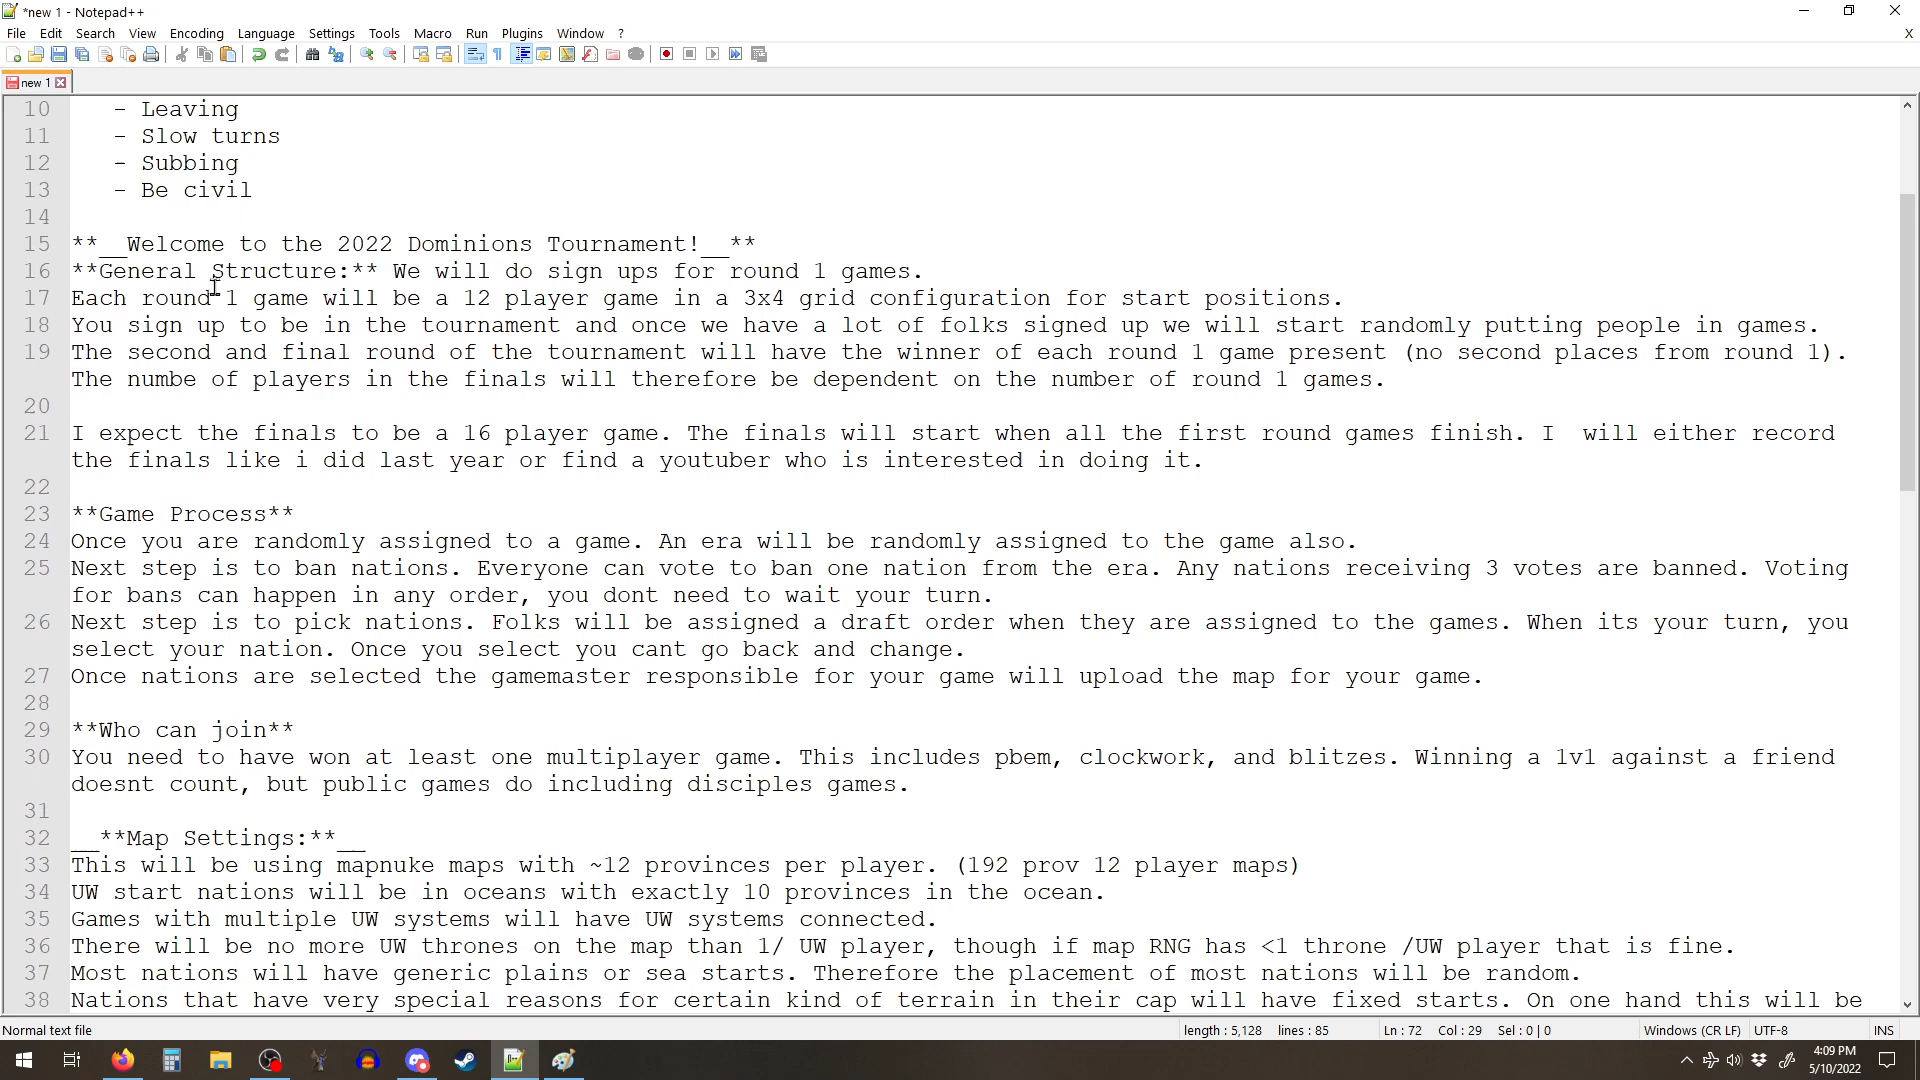 *new 1 - Notepad++
File Edit Search View Encoding Language Settings Tools Macro Run Plugins Window ? X
new 1
10 - Leaving
11 - Slow turns
12 - Subbing
13 - Be civil
14
15 **__Welcome to the 2022 Dominions Tournament!__**
16 **General Structure:** We will do sign ups for round 1 games.
17 Each round 1 game will be a 12 player game in a 3x4 grid configuration for start positions.
18 You sign up to be in the tournament and once we have a lot of folks signed up we will start randomly putting people in games.
19 The second and final round of the tournament will have the winner of each round 1 game present (no second places from round 1).
The numbe of players in the finals will therefore be dependent on the number of round 1 games.
20
21 I expect the finals to be a 16 player game. The finals will start when all the first round games finish. I  will either record
the finals like i did last year or find a youtuber who is interested in doing it.
22
23 **Game Process**
24 Once you are randomly assigned to a game. An era will be randomly assigned to the game also.
25 Next step is to ban nations. Everyone can vote to ban one nation from the era. Any nations receiving 3 votes are banned. Voting
for bans can happen in any order, you dont need to wait your turn.
26 Next step is to pick nations. Folks will be assigned a draft order when they are assigned to the games. When its your turn, you
select your nation. Once you select you cant go back and change.
27 Once nations are selected the gamemaster responsible for your game will upload the map for your game.
28
29 **Who can join**
30 You need to have won at least one multiplayer game. This includes pbem, clockwork, and blitzes. Winning a 1v1 against a friend
doesnt count, but public games do including disciples games.
31
32 __**Map Settings:**__
33 This will be using mapnuke maps with ~12 provinces per player. (192 prov 12 player maps)
34 UW start nations will be in oceans with exactly 10 provinces in the ocean.
35 Games with multiple UW systems will have UW systems connected.
36 There will be no more UW thrones on the map than 1/ UW player, though if map RNG has <1 throne /UW player that is fine.
37 Most nations will have generic plains or sea starts. Therefore the placement of most nations will be random.
38 Nations that have very special reasons for certain kind of terrain in their cap will have fixed starts. On one hand this will be
Normal text file length : 5,128 lines : 85 Ln : 72 Col : 29 Sel : 0 | 0 Windows (CR LF) UTF-8 INS
4:09 PM
5/10/2022